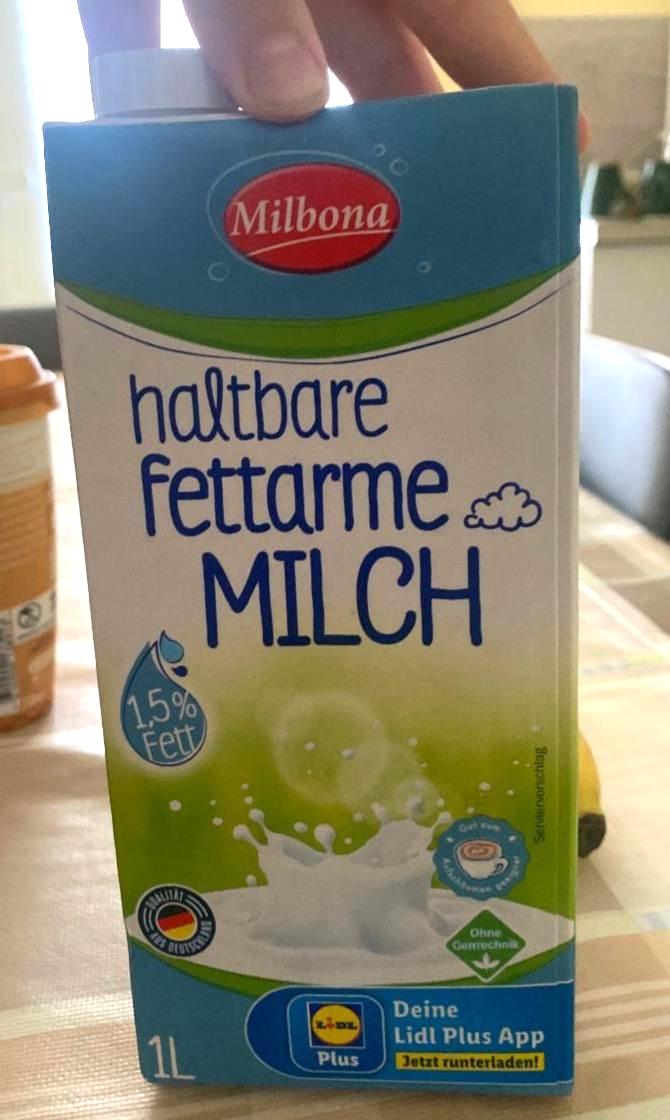 Milbona
haltbare
fettarme
MILCH
1,5%
Fett
Serviervorschlag
Gut zum
Aufschäumen geeignet
QUALITÄT
AUS DEUTSCHLAND
Ohne
Gentechnik
1L
LIDL
Plus
Deine
Lidl Plus App
Jetzt runterladen!